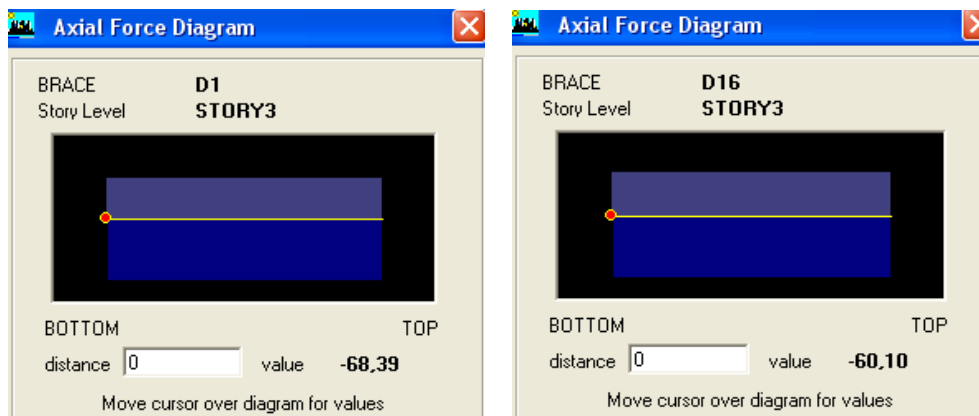 Axial Force Diagram
BRACE D1
Story Level STORY3
BOTTOM TOP
distance 0 value -68,39
Move cursor over diagram for values
Axial Force Diagram
BRACE D16
Story Level STORY3
BOTTOM TOP
distance 0 value -60,10
Move cursor over diagram for values